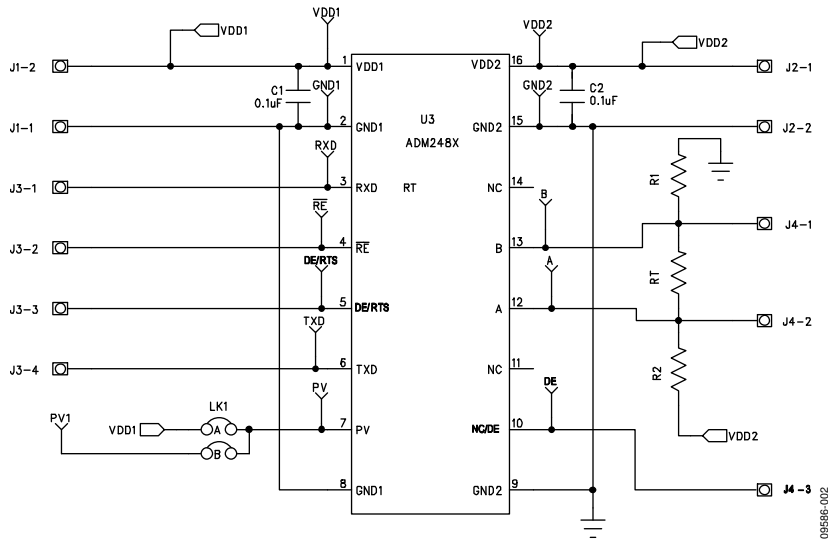 VDD1
VDD1
VDD2
VDD2
J1-2
1
VDD1
VDD2
16
J2-1
C1
0.1uF
GND1
GND2
C2
0.1uF
U3
ADM248X
J1-1
2
GND1
GND2
15
J2-2
RXD
R1
J3-1
3
RXD
RT
NC
14
RE
B
J4-1
J3-2
4
RE
B
13
DE/RTS
A
RT
J3-3
5
DE/RTS
A
12
TXD
J4-2
J3-4
6
TXD
NC
11
R2
PV
DE
LK1
PV1
VDD1
A
7
PV
NC/DE
10
VDD2
B
8
GND1
GND2
9
J4-3
09586-002